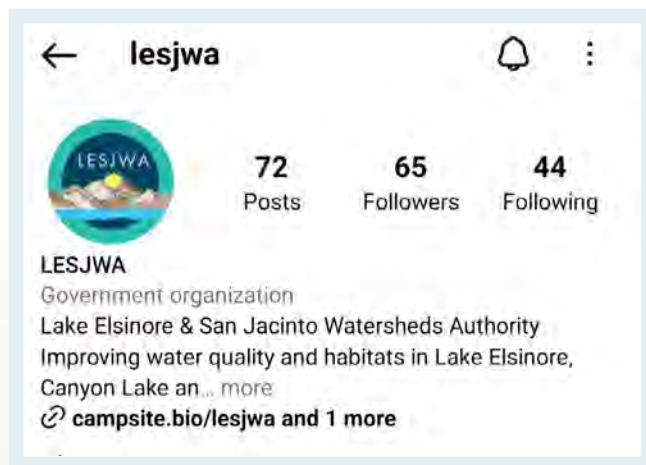 lesjwa
LESJWA
72
65
44
Posts
Followers
Following
LESJWA
Government organization
Lake Elsinore & San Jacinto Watersheds Authority
Improving water quality and habitats in Lake Elsinore,
Canyon Lake an... more
campsite.bio/lesjwa and 1 more